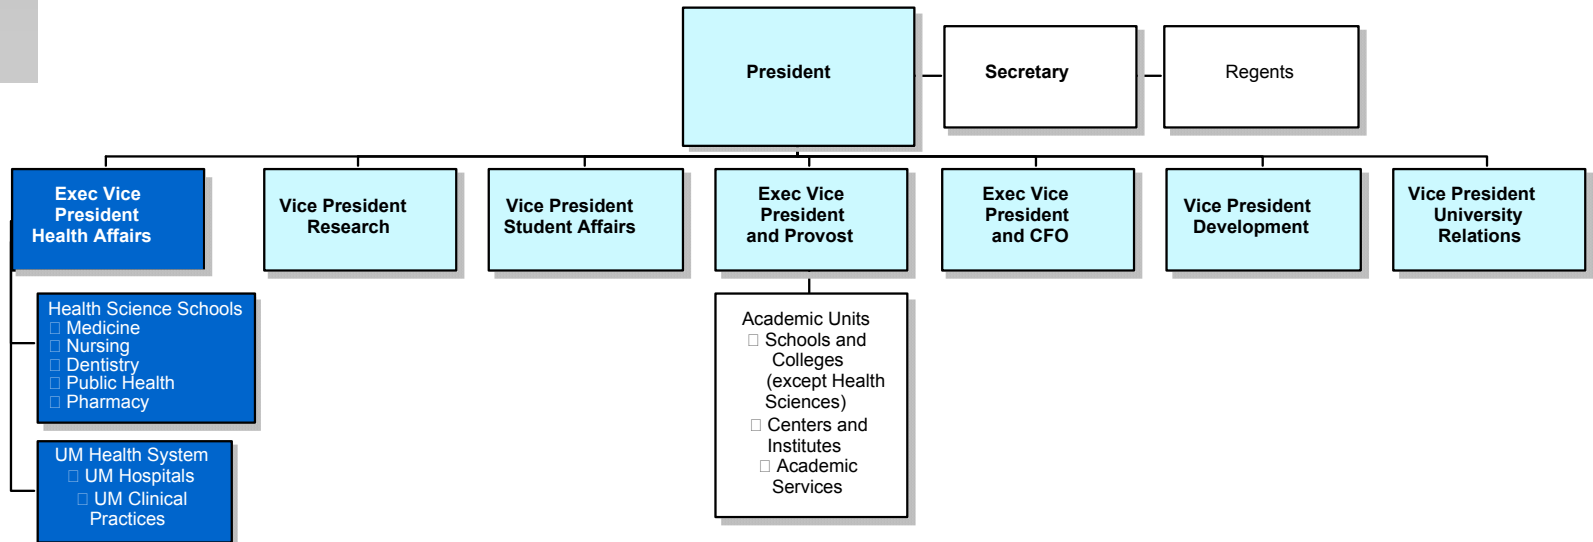 President
Secretary
Regents
Exec Vice
President
Health Affairs
Vice President
Research
Vice President
Student Affairs
Exec Vice
President
and Provost
Exec Vice
President
and CFO
Vice President
Development
Vice President
University
Relations
Health Science Schools
□ Medicine
□ Nursing
□ Dentistry
□ Public Health
□ Pharmacy
UM Health System
□ UM Hospitals
□ UM Clinical
Practices
Academic Units
□ Schools and
Colleges
(except Health
Sciences)
□ Centers and
Institutes
□ Academic
Services